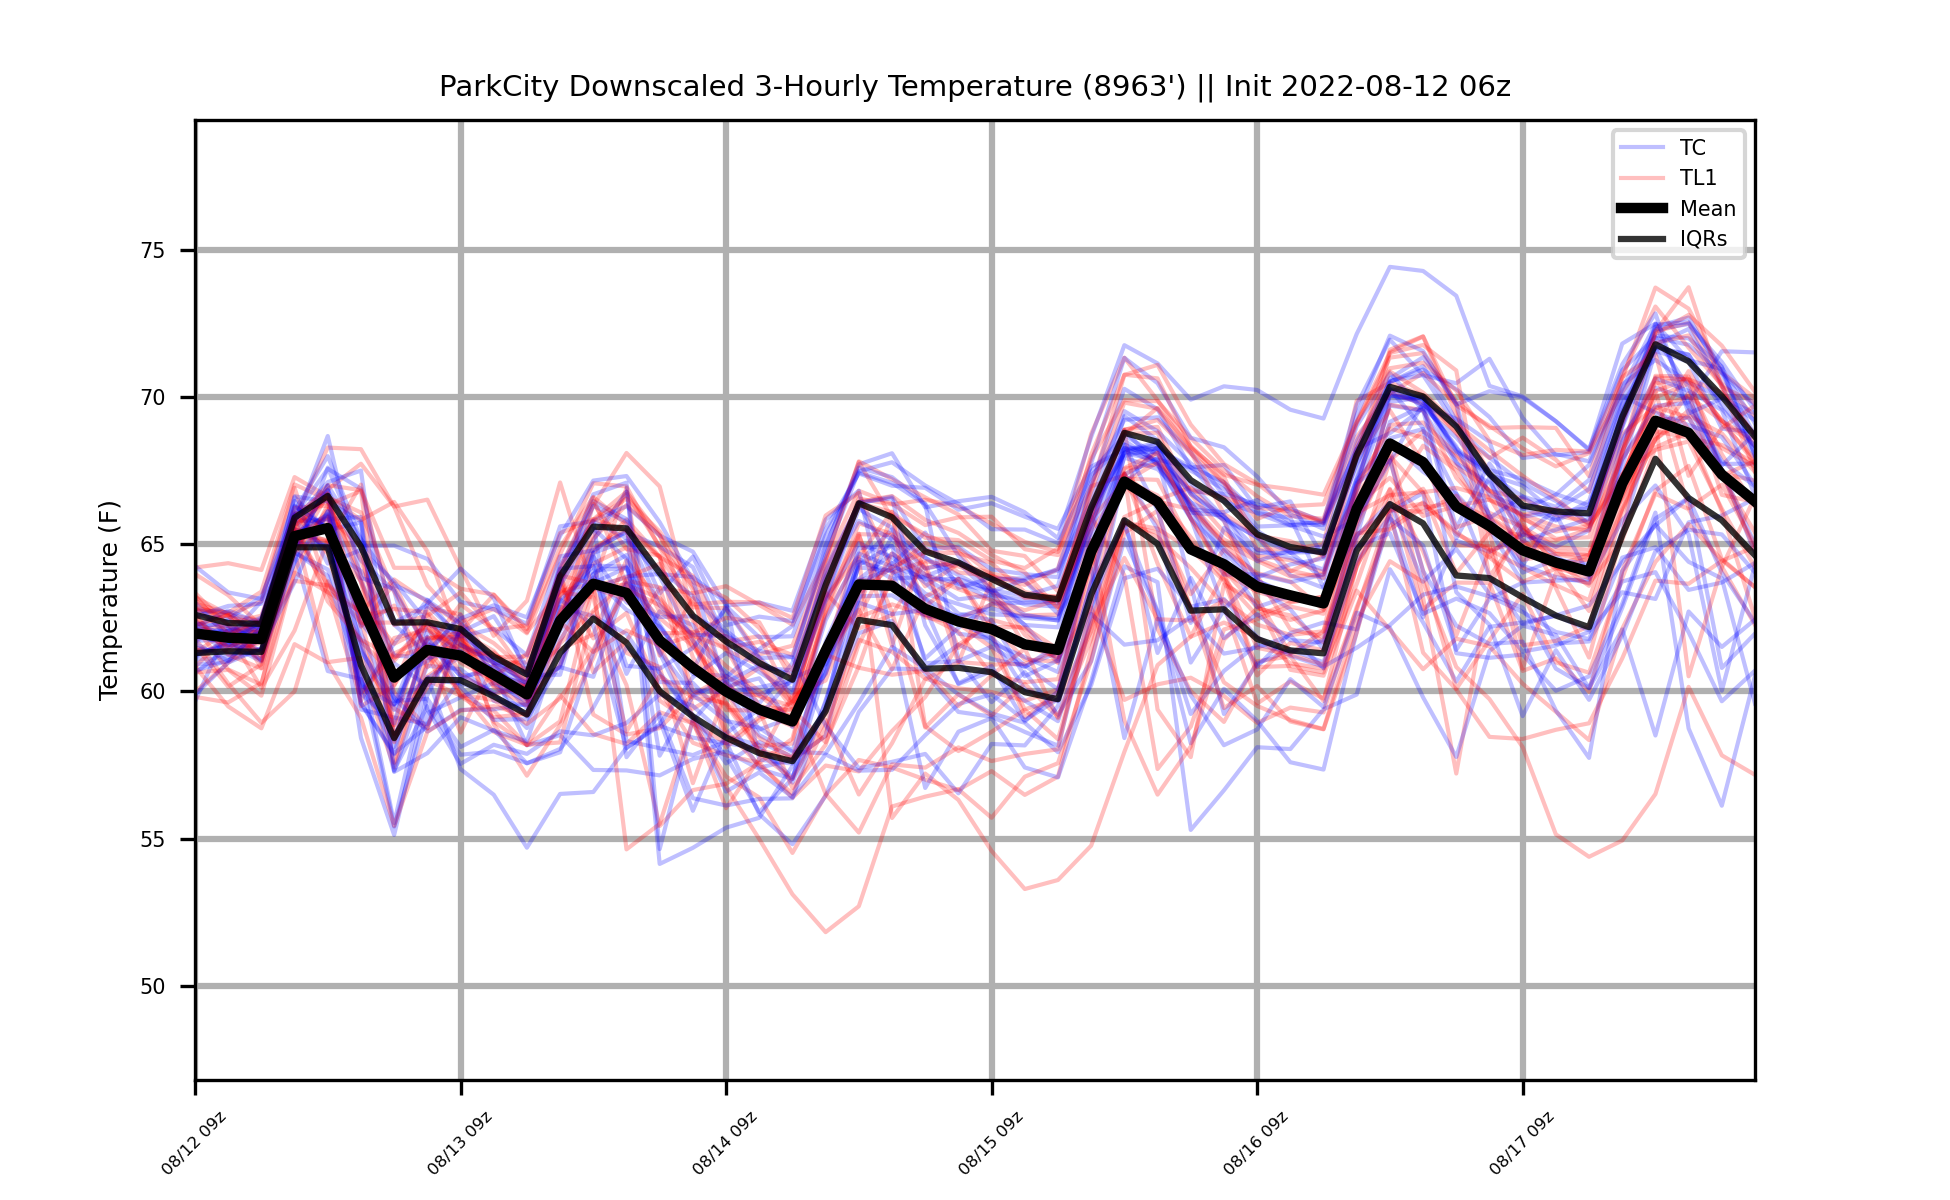 ParkCity Downscaled 3-Hourly Temperature (8963') || Init 2022-08-12 06z
TC
TL1
Mean
IQRs
Temperature (F)
75
70
65
60
55
50
08/12 09z
08/13 09z
08/14 09z
08/15 09z
08/16 09z
08/17 09z